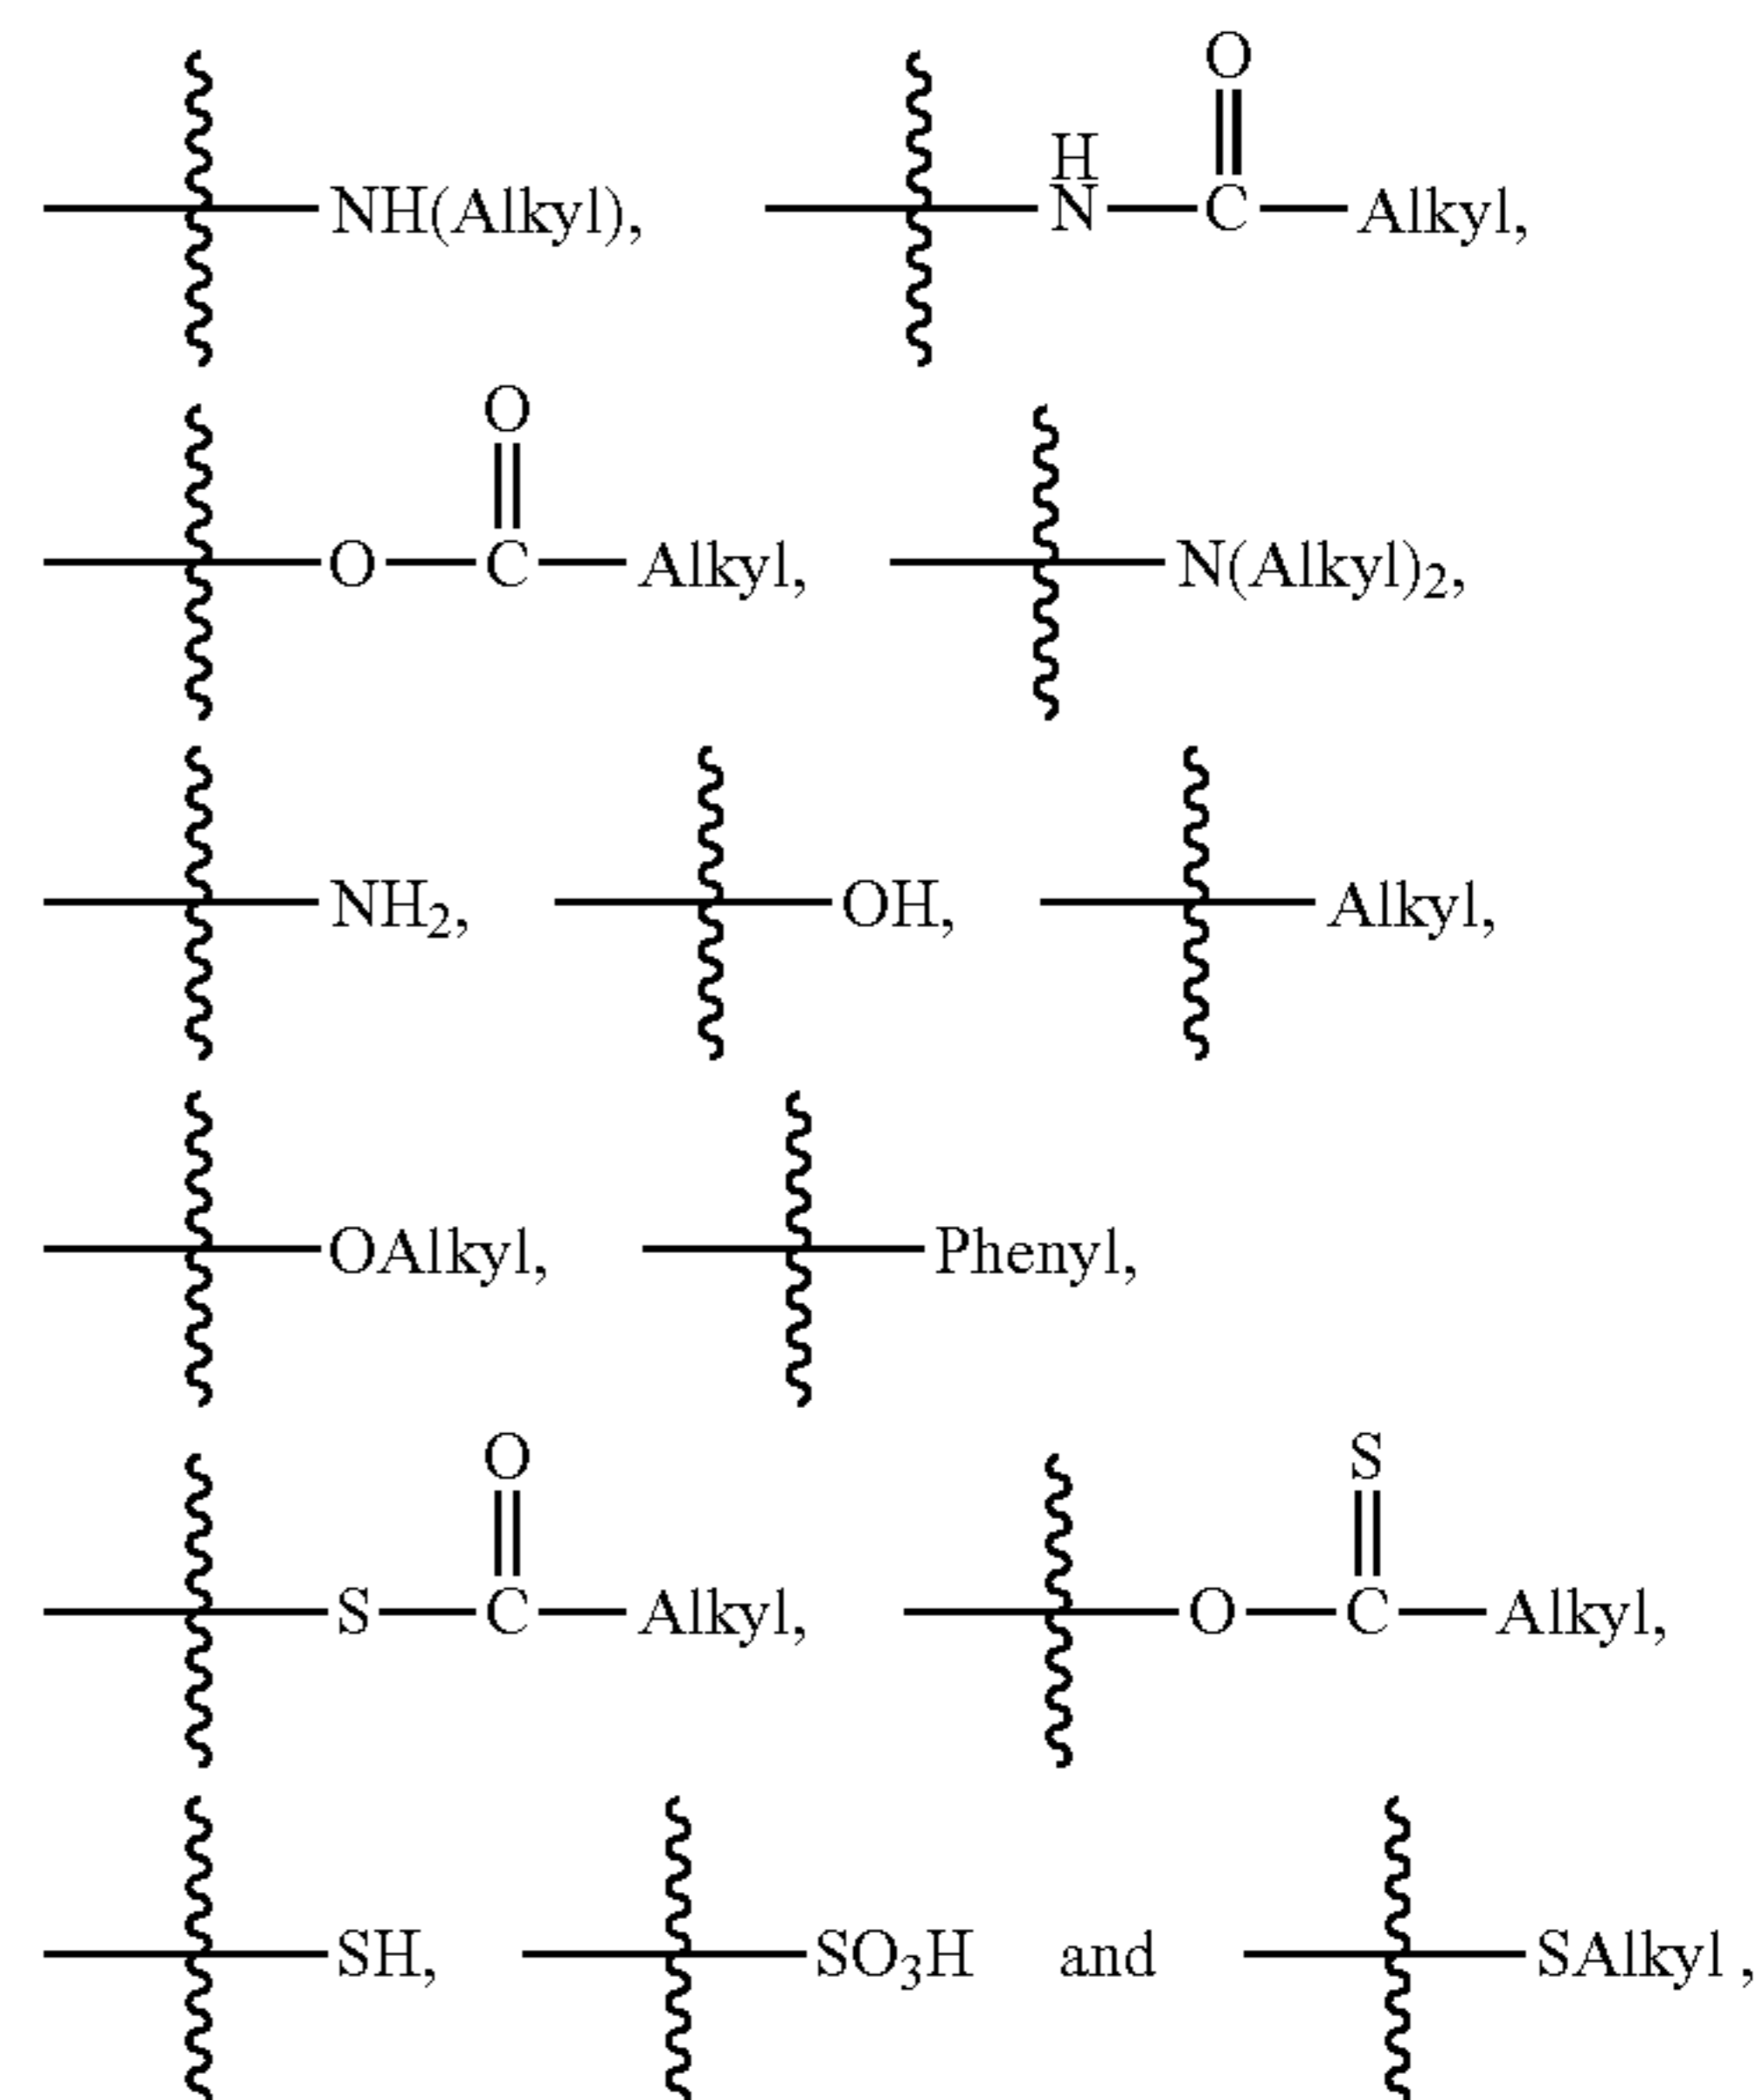 NH(Alkyl), H N C O Alkyl,
O C O Alkyl, N(Alkyl)₂,
NH₂, OH, Alkyl,
OAlkyl, Phenyl,
S C O Alkyl, O C S Alkyl,
SH, SO₃H and SAlkyl ,